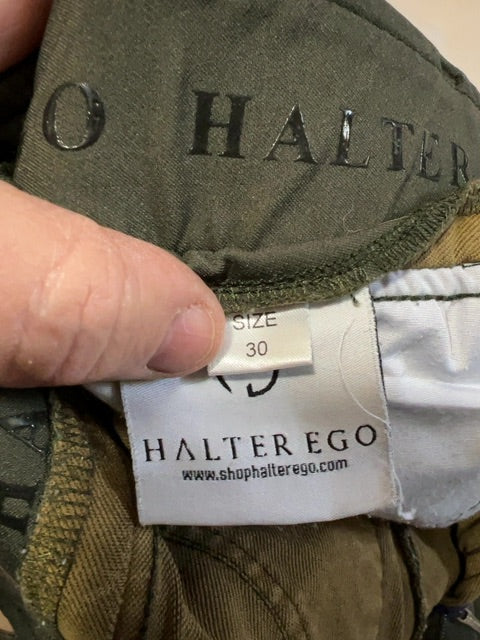 O HALTER
SIZE
30
HALTER EGO
www.shophalterego.com